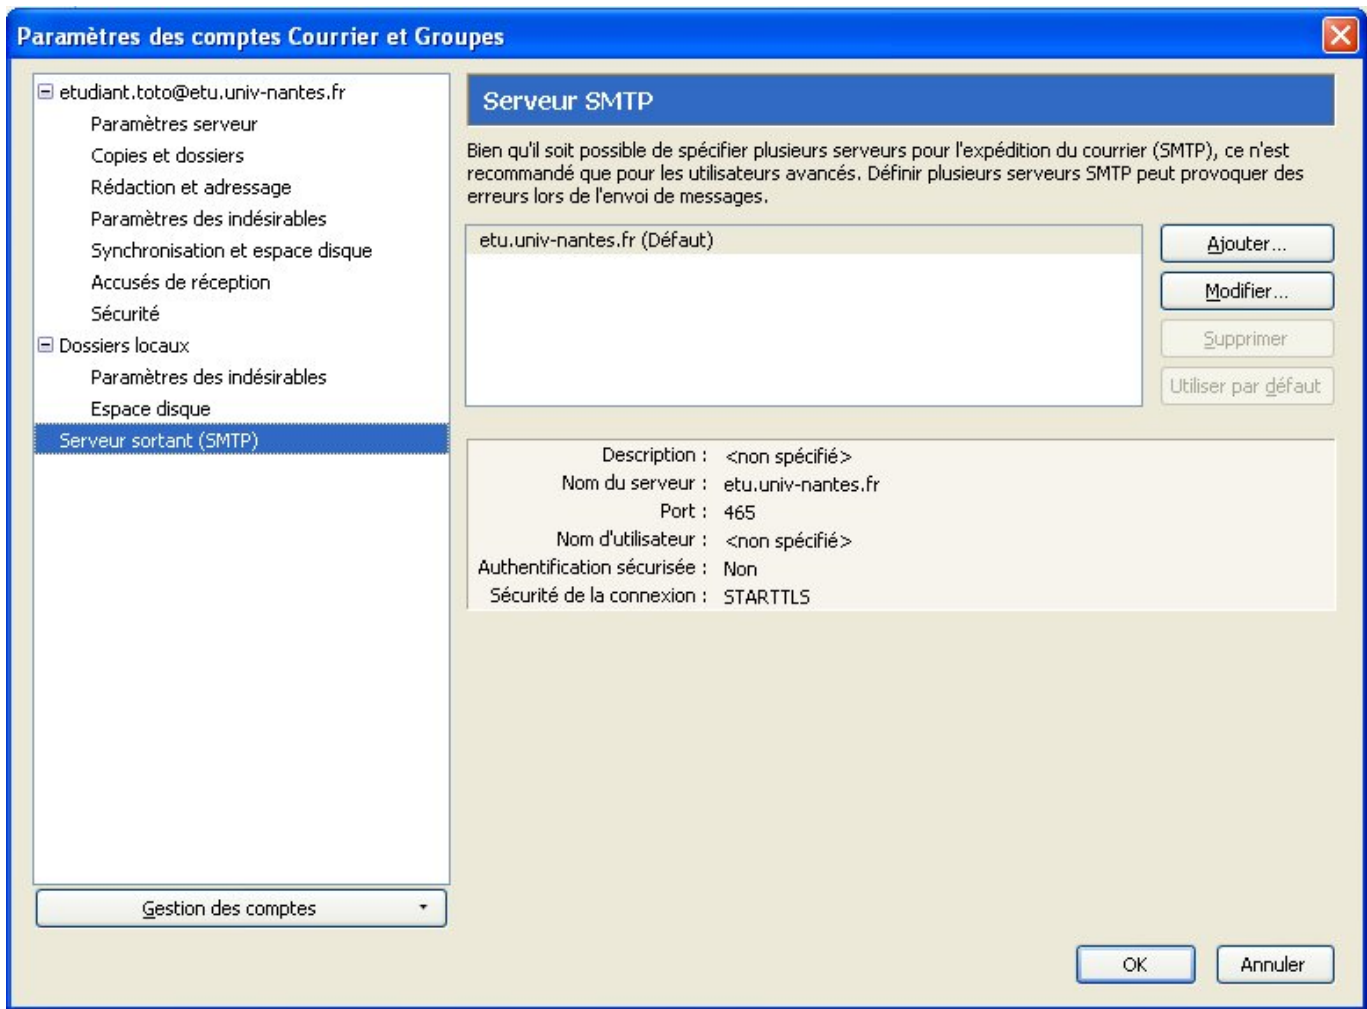 Paramètres des comptes Courrier et Groupes
etudiant.toto@etu.univ-nantes.fr
Paramètres serveur
Copies et dossiers
Rédaction et adressage
Paramètres des indésirables
Synchronisation et espace disque
Accusés de réception
Sécurité
Dossiers locaux
Paramètres des indésirables
Espace disque
Serveur sortant (SMTP)
Gestion des comptes
Serveur SMTP
Bien qu'il soit possible de spécifier plusieurs serveurs pour l'expédition du courrier (SMTP), ce n'est
recommandé que pour les utilisateurs avancés. Définir plusieurs serveurs SMTP peut provoquer des
erreurs lors de l'envoi de messages.
etu.univ-nantes.fr (Défaut)
Ajouter...
Modifier...
Supprimer
Utiliser par défaut
Description : <non spécifié>
Nom du serveur : etu.univ-nantes.fr
Port : 465
Nom d'utilisateur : <non spécifié>
Authentification sécurisée : Non
Sécurité de la connexion : STARTTLS
OK
Annuler